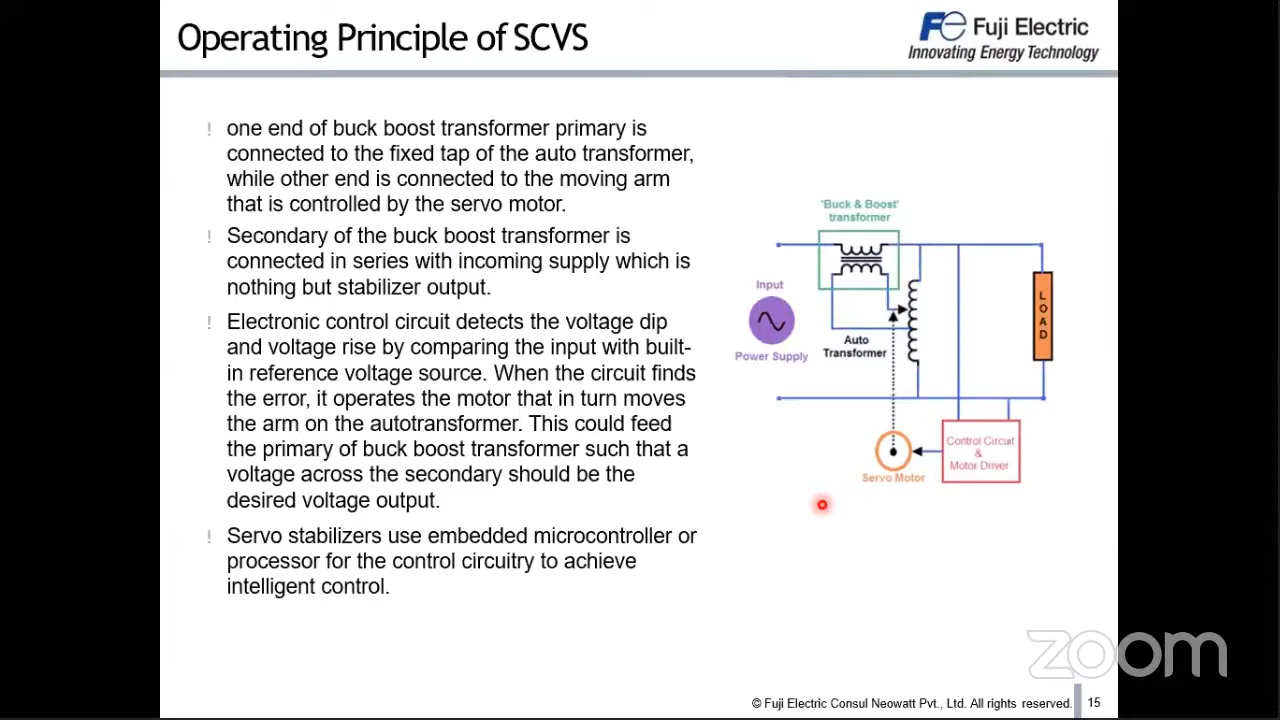 Operating Principle of SCVS
Fe Fuji Electric
Innovating Energy Technology
! one end of buck boost transformer primary is
connected to the fixed tap of the auto transformer,
while other end is connected to the moving arm
that is controlled by the servo motor.
! Secondary of the buck boost transformer is
connected in series with incoming supply which is
nothing but stabilizer output.
! Electronic control circuit detects the voltage dip
and voltage rise by comparing the input with built-
in reference voltage source. When the circuit finds
the error, it operates the motor that in turn moves
the arm on the autotransformer. This could feed
the primary of buck boost transformer such that a
voltage across the secondary should be the
desired voltage output.
! Servo stabilizers use embedded microcontroller or
processor for the control circuitry to achieve
intelligent control.
'Buck & Boost'
transformer
Input
Power Supply
Auto
Transformer
LOAD
Servo Motor
Control Circuit
&
Motor Driver
zoom
© Fuji Electric Consul Neowatt Pvt., Ltd. All rights reserved.
15